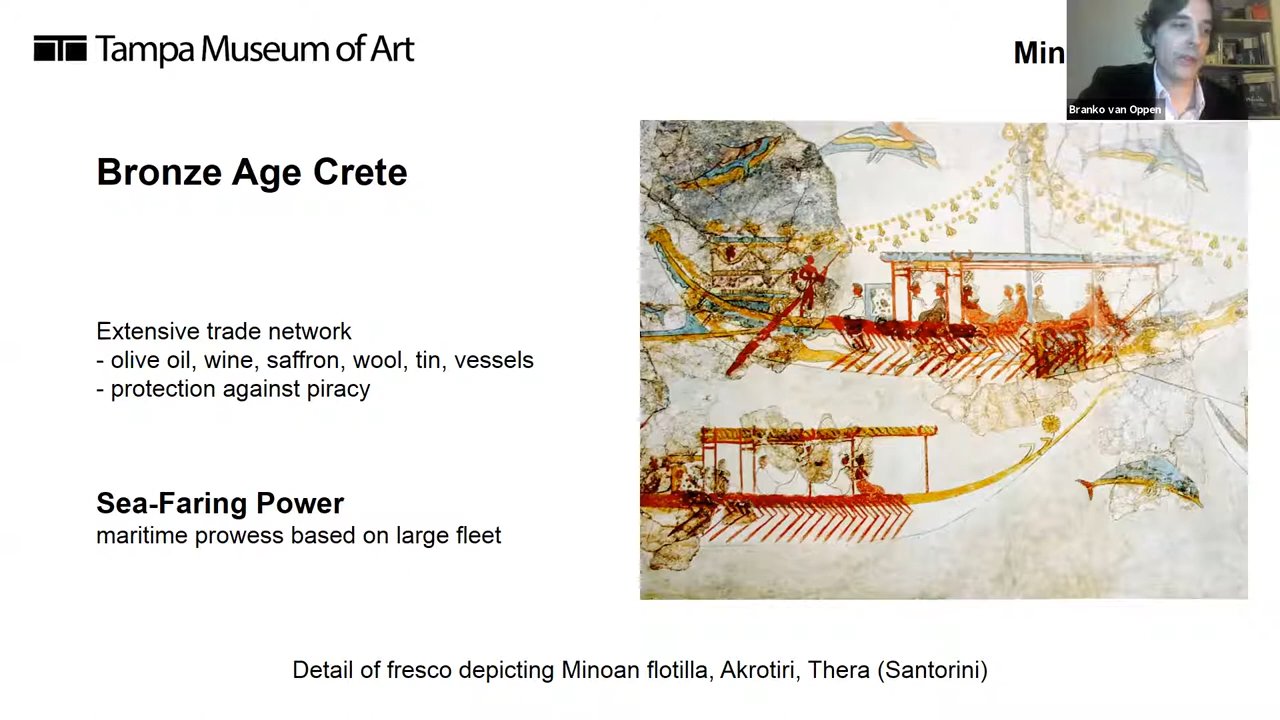 Tampa Museum of Art
Min
Branko van Oppen
Bronze Age Crete
Extensive trade network
- olive oil, wine, saffron, wool, tin, vessels
- protection against piracy
Sea-Faring Power
maritime prowess based on large fleet
Detail of fresco depicting Minoan flotilla, Akrotiri, Thera (Santorini)